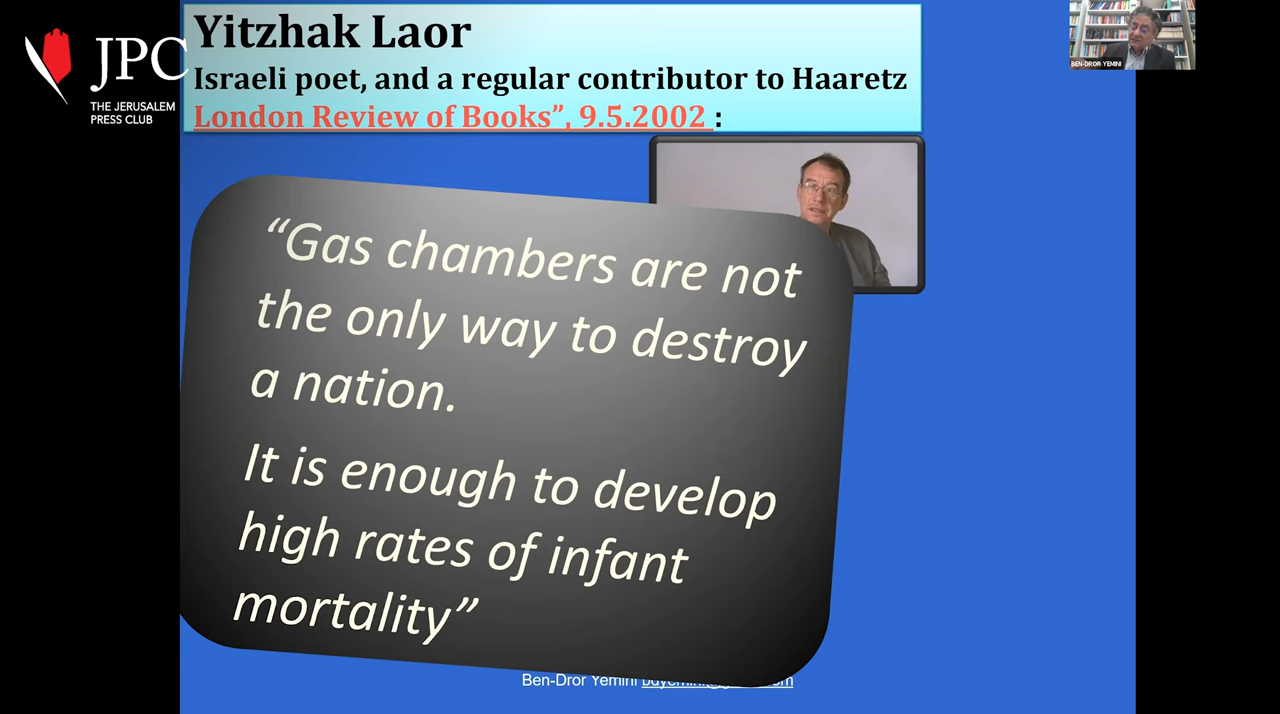 JPC
THE JERUSALEM
PRESS CLUB
Yitzhak Laor
Israeli poet, and a regular contributor to Haaretz
London Review of Books”, 9.5.2002 :
BEN-DROR YEMINI
“Gas chambers are not
the only way to destroy
a nation.
It is enough to develop
high rates of infant
mortality”
Ben-Dror Yemini